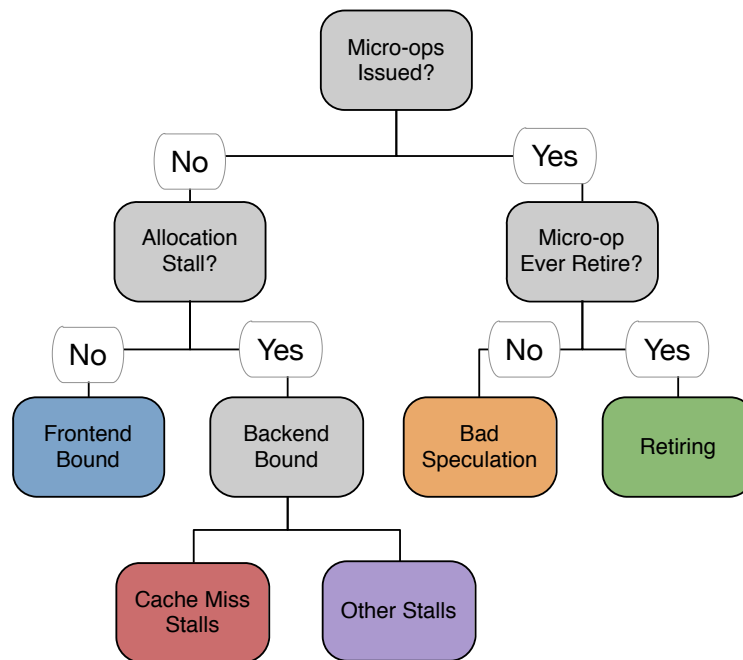 Micro-ops
Issued?
No
Yes
Allocation
Stall?
Micro-op
Ever Retire?
No
Yes
No
Yes
Frontend
Bound
Backend
Bound
Bad
Speculation
Retiring
Cache Miss
Stalls
Other Stalls